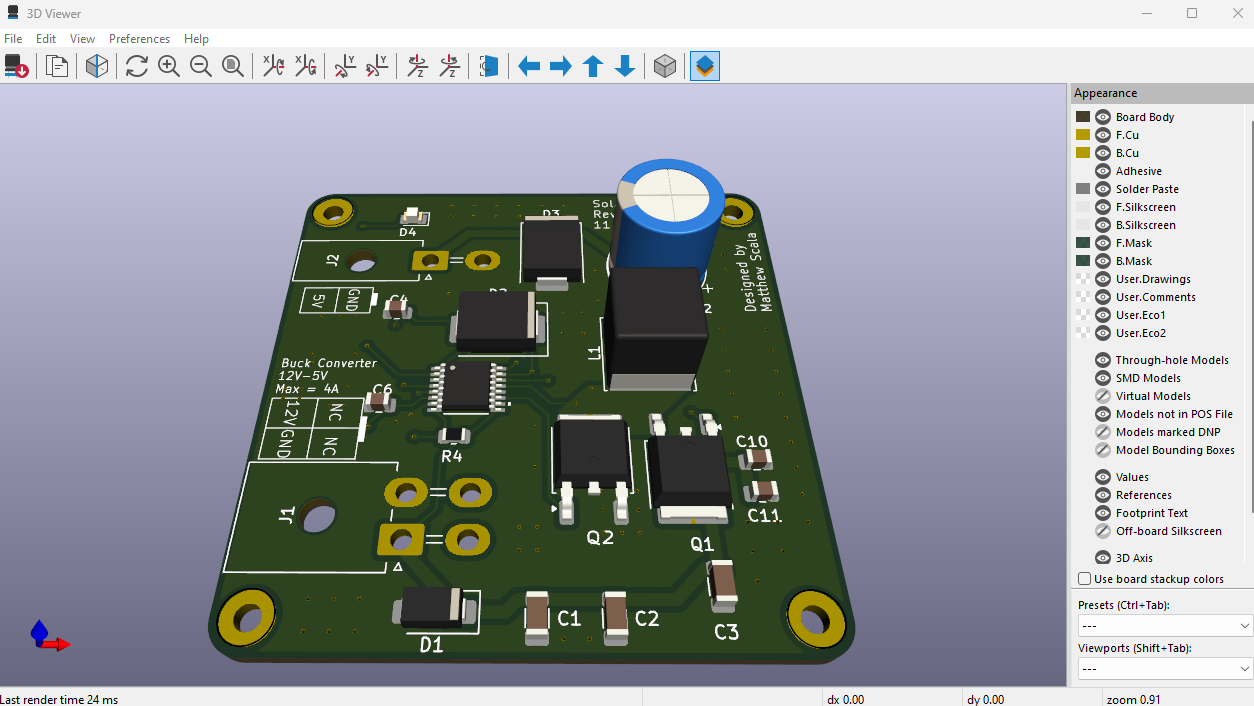 3D Viewer
File Edit View Preferences Help
Appearance
Board Body
F.Cu
B.Cu
Adhesive
Solder Paste
F.Silkscreen
B.Silkscreen
F.Mask
B.Mask
User.Drawings
User.Comments
User.Eco1
User.Eco2
Through-hole Models
SMD Models
Virtual Models
Models not in POS File
Models marked DNP
Model Bounding Boxes
Values
References
Footprint Text
Off-board Silkscreen
3D Axis
Use board stackup colors
Presets (Ctrl+Tab):
---
Viewports (Shift+Tab):
---
D4
D3
Rev
11
Designed by
Matthew Scala
J2
5V
GND
C4
+
L1
Buck Converter
12V-5V
Max = 4A
C6
12V
NC
GND
NC
R4
C10
C11
J1
Q2
Q1
D1
C1
C2
C3
Last render time 24 ms
dx 0.00
dy 0.00
zoom 0.91